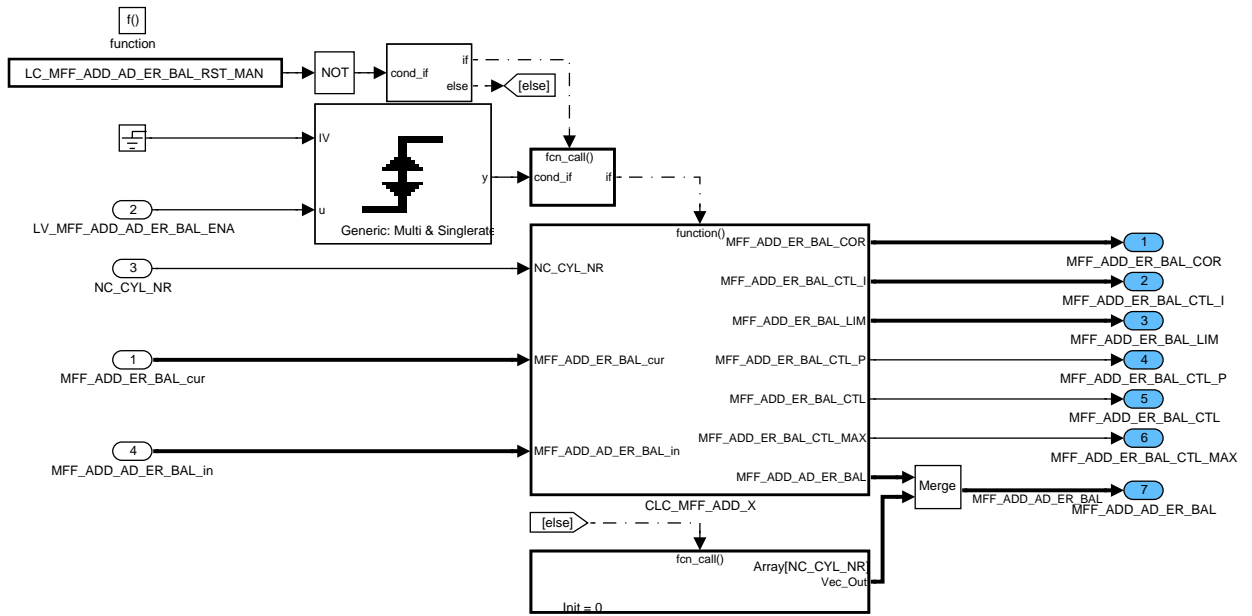 f()
function
LC_MFF_ADD_AD_ER_BAL_RST_MAN
NOT
cond_if
if
else
[else]
IV
u
y
Generic: Multi & Singlerate
2
LV_MFF_ADD_AD_ER_BAL_ENA
fcn_call()
cond_if
if
3
NC_CYL_NR
1
MFF_ADD_ER_BAL_cur
4
MFF_ADD_AD_ER_BAL_in
function()
NC_CYL_NR
MFF_ADD_ER_BAL_cur
MFF_ADD_AD_ER_BAL_in
MFF_ADD_ER_BAL_COR
MFF_ADD_ER_BAL_CTL_I
MFF_ADD_ER_BAL_LIM
MFF_ADD_ER_BAL_CTL_P
MFF_ADD_ER_BAL_CTL
MFF_ADD_ER_BAL_CTL_MAX
MFF_ADD_AD_ER_BAL
CLC_MFF_ADD_X
1
MFF_ADD_ER_BAL_COR
2
MFF_ADD_ER_BAL_CTL_I
3
MFF_ADD_ER_BAL_LIM
4
MFF_ADD_ER_BAL_CTL_P
5
MFF_ADD_ER_BAL_CTL
6
MFF_ADD_ER_BAL_CTL_MAX
Merge
MFF_ADD_AD_ER_BAL
7
MFF_ADD_AD_ER_BAL
[else]
fcn_call()
Array[NC_CYL_NR]
Vec_Out
Init = 0